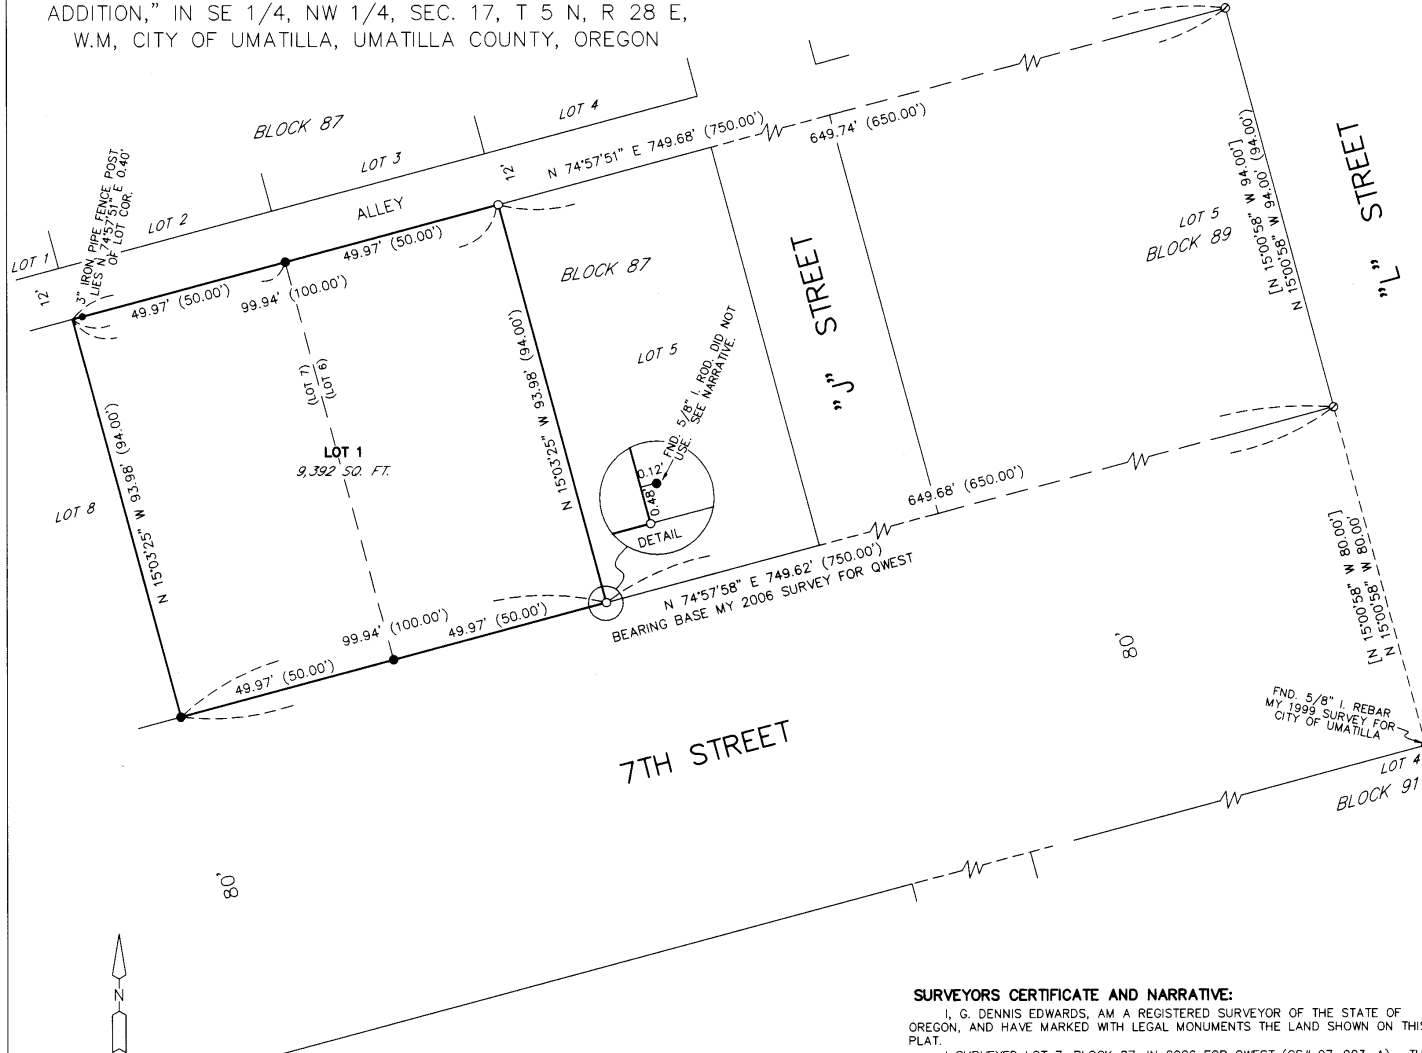 ADDITION," IN SE 1/4, NW 1/4, SEC. 17, T 5 N, R 28 E,
W.M, CITY OF UMATILLA, UMATILLA COUNTY, OREGON
BLOCK 87
LOT 4
LOT 3
LOT 2
LOT 1
12'
12'
ALLEY
3" IRON PIPE FENCE POST
LIES N 74°57'51" E 0.40'
OF LOT COR.
N 74°57'51" E 749.68' (750.00')
649.74' (650.00')
49.97' (50.00')
49.97' (50.00')
99.94' (100.00')
(LOT 7)
(LOT 6)
LOT 1
9,392 SQ. FT.
LOT 8
N 15°03'25" W 93.98' (94.00')
N 15°03'25" W 93.98' (94.00')
BLOCK 87
LOT 5
FND. 5/8" I. ROD. DID NOT
USE. SEE NARRATIVE.
0.12'
0.48'
DETAIL
"J" STREET
LOT 5
BLOCK 89
[N 15°00'58" W 94.00']
N 15°00'58" W 94.00' (94.00')
"L" STREET
649.68' (650.00')
N 74°57'58" E 749.62' (750.00')
BEARING BASE MY 2006 SURVEY FOR QWEST
99.94' (100.00')
49.97' (50.00')
49.97' (50.00')
80'
[N 15°00'58" W 80.00']
N 15°00'58" W 80.00'
FND. 5/8" I. REBAR
MY 1999 SURVEY FOR
CITY OF UMATILLA
LOT 4
BLOCK 91
7TH STREET
80'
N
SURVEYORS CERTIFICATE AND NARRATIVE:
I, G. DENNIS EDWARDS, AM A REGISTERED SURVEYOR OF THE STATE OF
OREGON, AND HAVE MARKED WITH LEGAL MONUMENTS THE LAND SHOWN ON THIS
PLAT.